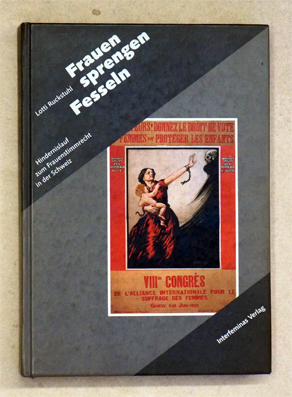 Lotti Ruckstuhl
Frauen
sprengen
Fesseln
Hindernislauf
zum Frauenstimmrecht
in der Schweiz
DONNEZ LE DROIT DE VOTE
PROTÉGER LES ENFANTS
VIIIme CONGRÈS
DE L'ALLIANCE INTERNATIONALE POUR LE
SUFFRAGE DES FEMMES
Interfeminas Verlag